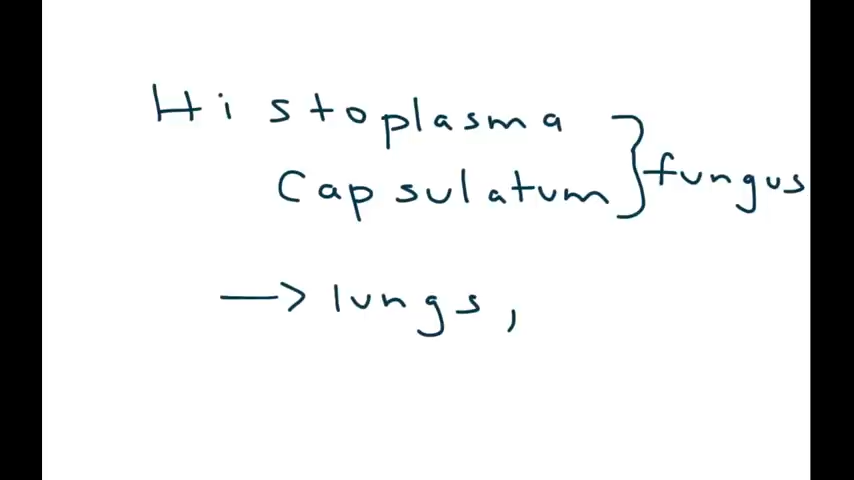 Histoplasma
Capsulatum } fungus
→ lungs,